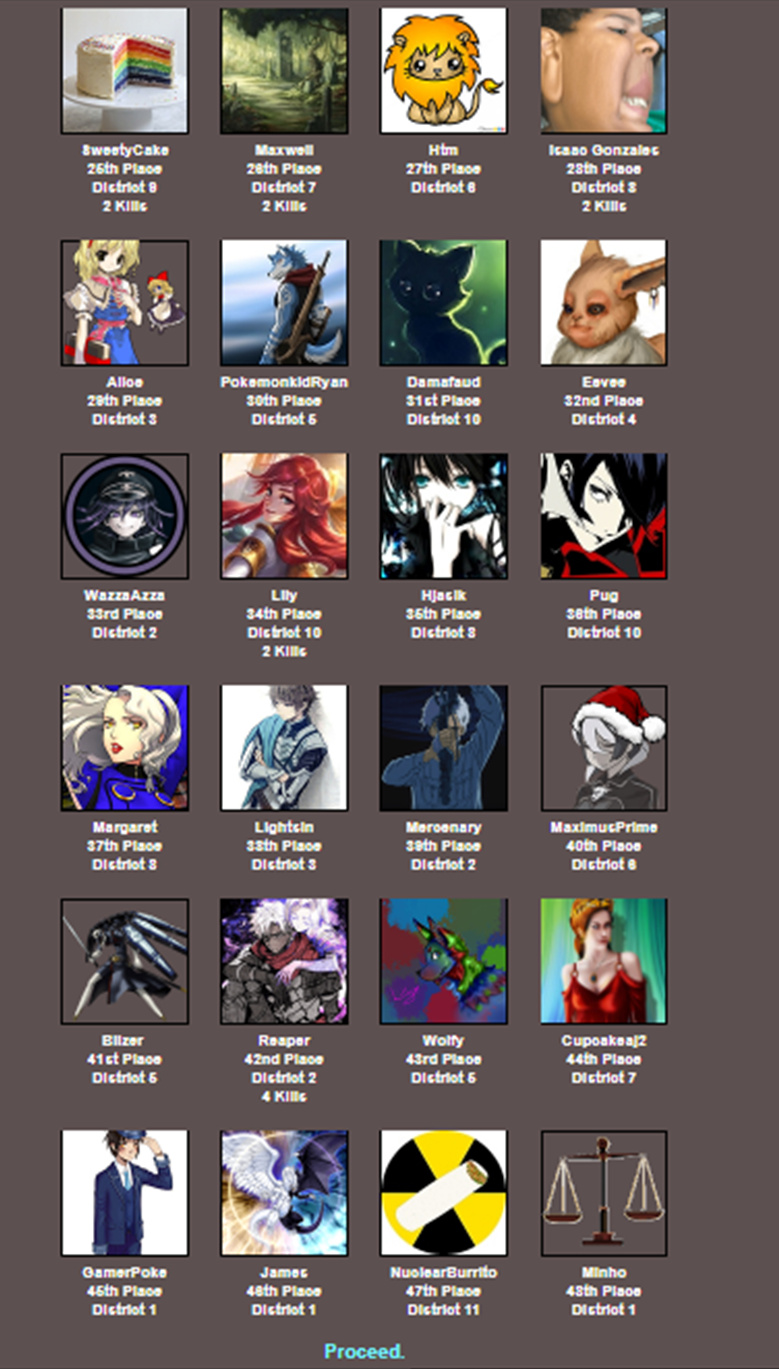 SweetyCake
25th Place
District 9
2 Kills
Maxwell
26th Place
District 7
2 Kills
Htm
27th Place
District 6
Isaac Gonzales
28th Place
District 8
2 Kills
Alice
29th Place
District 3
PokemonkidRyan
30th Place
District 5
Damafaud
31st Place
District 10
Eevee
32nd Place
District 4
WazzaAzza
33rd Place
District 2
Lily
34th Place
District 10
2 Kills
Hjasik
35th Place
District 8
Pug
36th Place
District 10
Margaret
37th Place
District 8
Lightsin
38th Place
District 3
Mercenary
39th Place
District 2
MaximusPrime
40th Place
District 6
Blizer
41st Place
District 5
Reaper
42nd Place
District 2
4 Kills
Wolfy
43rd Place
District 5
Cupcakeaj2
44th Place
District 7
GamerPoke
45th Place
District 1
James
46th Place
District 1
NuclearBurrito
47th Place
District 11
Minho
48th Place
District 1
Proceed.